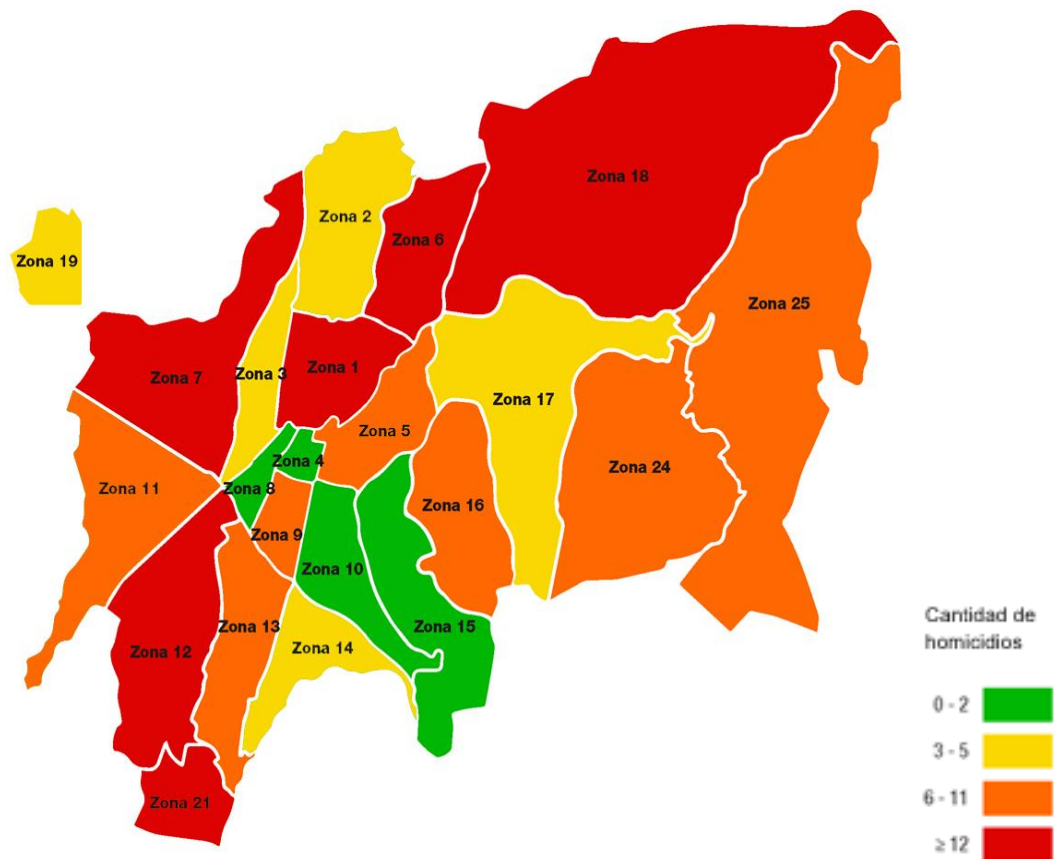 Zona 18
Zona 2
Zona 6
Zona 19
Zona 25
Zona 7
Zona 3
Zona 1
Zona 17
Zona 5
Zona 4
Zona 24
Zona 11
Zona 8
Zona 16
Zona 9
Zona 10
Zona 13
Zona 15
Zona 12
Zona 14
Zona 21
Cantidad de
homicidios
0 - 2
3 - 5
6 - 11
≥ 12